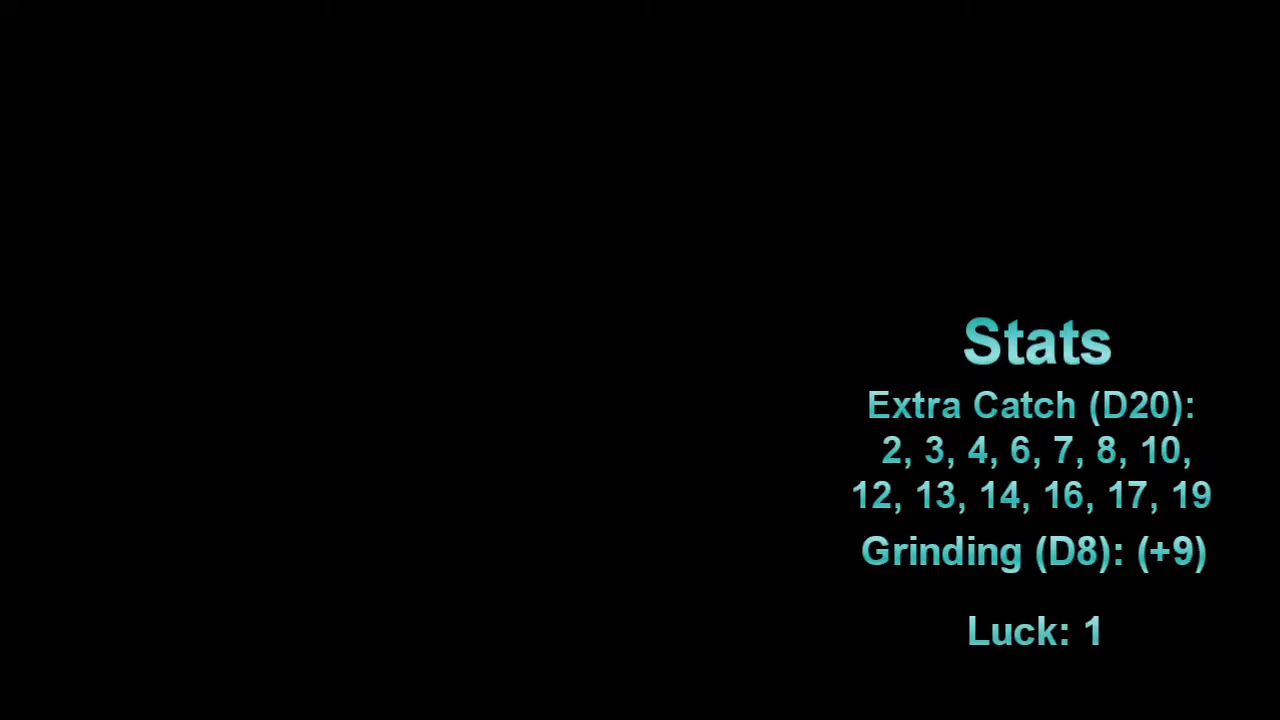 Stats
Extra Catch (D20):
2, 3, 4, 6, 7, 8, 10,
12, 13, 14, 16, 17, 19
Grinding (D8): (+9)
Luck: 1